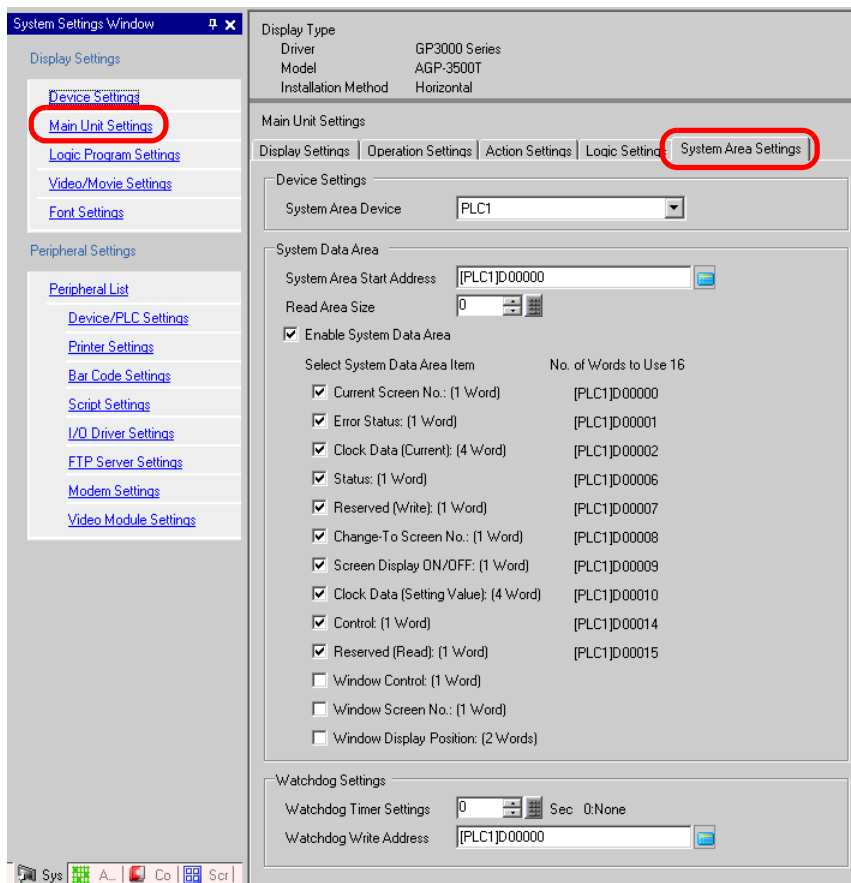 System Settings Window
Display Settings
Device Settings
Main Unit Settings
Logic Program Settings
Video/Movie Settings
Font Settings
Peripheral Settings
Peripheral List
Device/PLC Settings
Printer Settings
Bar Code Settings
Script Settings
I/O Driver Settings
FTP Server Settings
Modem Settings
Video Module Settings
Sys A... Co Scr
Display Type
Driver GP3000 Series
Model AGP-3500T
Installation Method Horizontal
Main Unit Settings
Display Settings Operation Settings Action Settings Logic Settings System Area Settings
Device Settings
System Area Device PLC1
System Data Area
System Area Start Address [PLC1]D00000
Read Area Size 0
Enable System Data Area
Select System Data Area Item No. of Words to Use 16
Current Screen No.: (1 Word) [PLC1]D00000
Error Status: (1 Word) [PLC1]D00001
Clock Data (Current): (4 Word) [PLC1]D00002
Status: (1 Word) [PLC1]D00006
Reserved (Write): (1 Word) [PLC1]D00007
Change-To Screen No.: (1 Word) [PLC1]D00008
Screen Display ON/OFF: (1 Word) [PLC1]D00009
Clock Data (Setting Value): (4 Word) [PLC1]D00010
Control: (1 Word) [PLC1]D00014
Reserved (Read): (1 Word) [PLC1]D00015
Window Control: (1 Word)
Window Screen No.: (1 Word)
Window Display Position: (2 Words)
Watchdog Settings
Watchdog Timer Settings 0 Sec 0:None
Watchdog Write Address [PLC1]D00000